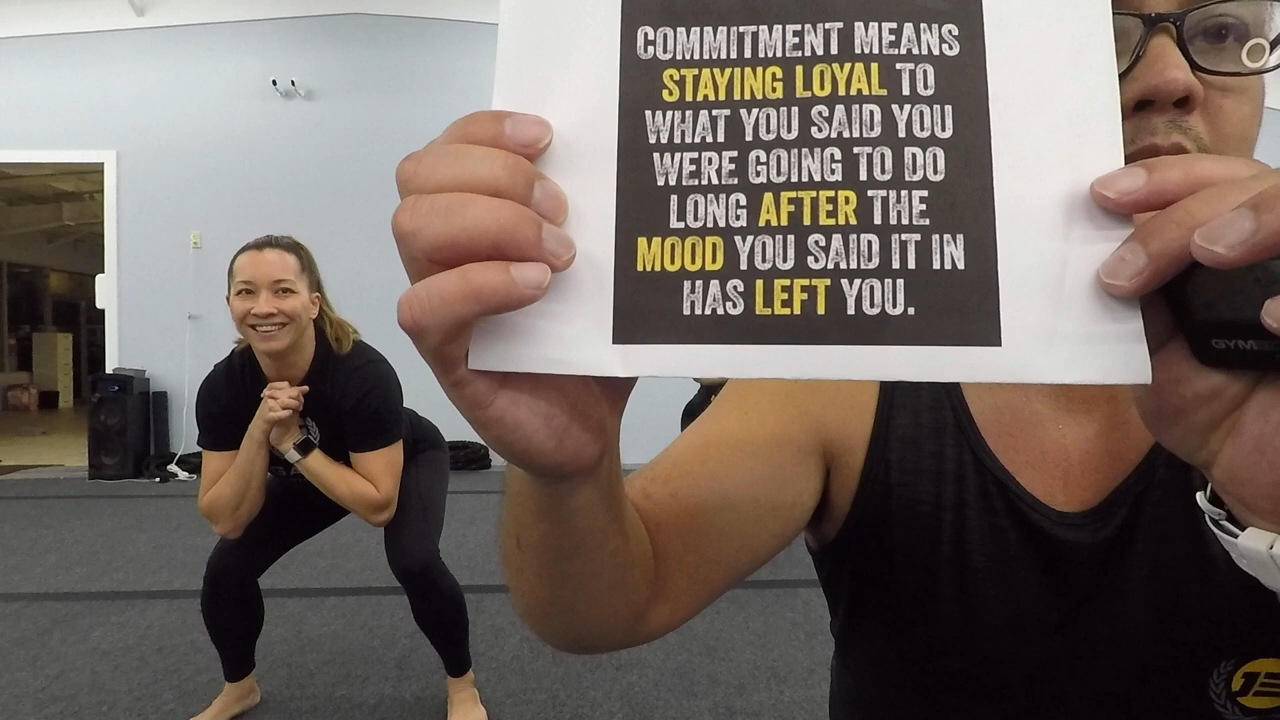 COMMITMENT MEANS
STAYING LOYAL TO
WHAT YOU SAID YOU
WERE GOING TO DO
LONG AFTER THE
MOOD YOU SAID IT IN
HAS LEFT YOU.